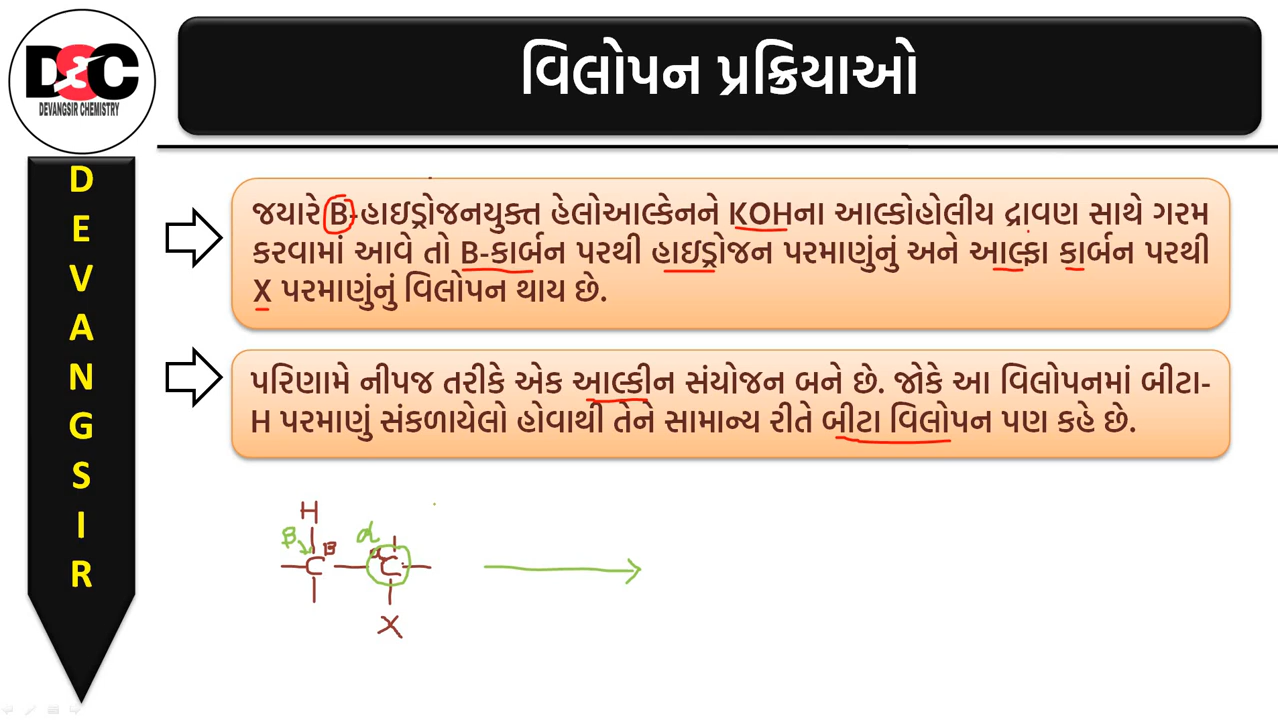 D&C
DEVANGSIR CHEMISTRY
વિલોપન પ્રક્રિયાઓ
DEVANGSIR
જયારે B-હાઇડ્રોજનયુક્ત હેલોઆલ્કેનને KOHના આલ્કોહોલીય દ્રાવણ સાથે ગરમ
કરવામાં આવે તો B-કાર્બન પરથી હાઇડ્રોજન પરમાણુંનું અને આલ્ફા કાર્બન પરથી
X પરમાણુંનું વિલોપન થાય છે.
પરિણામે નીપજ તરીકે એક આલ્કીન સંયોજન બને છે. જોકે આ વિલોપનમાં બીટા-
H પરમાણું સંકળાયેલો હોવાથી તેને સામાન્ય રીતે બીટા વિલોપન પણ કહે છે.
H
β α
C β C α
X